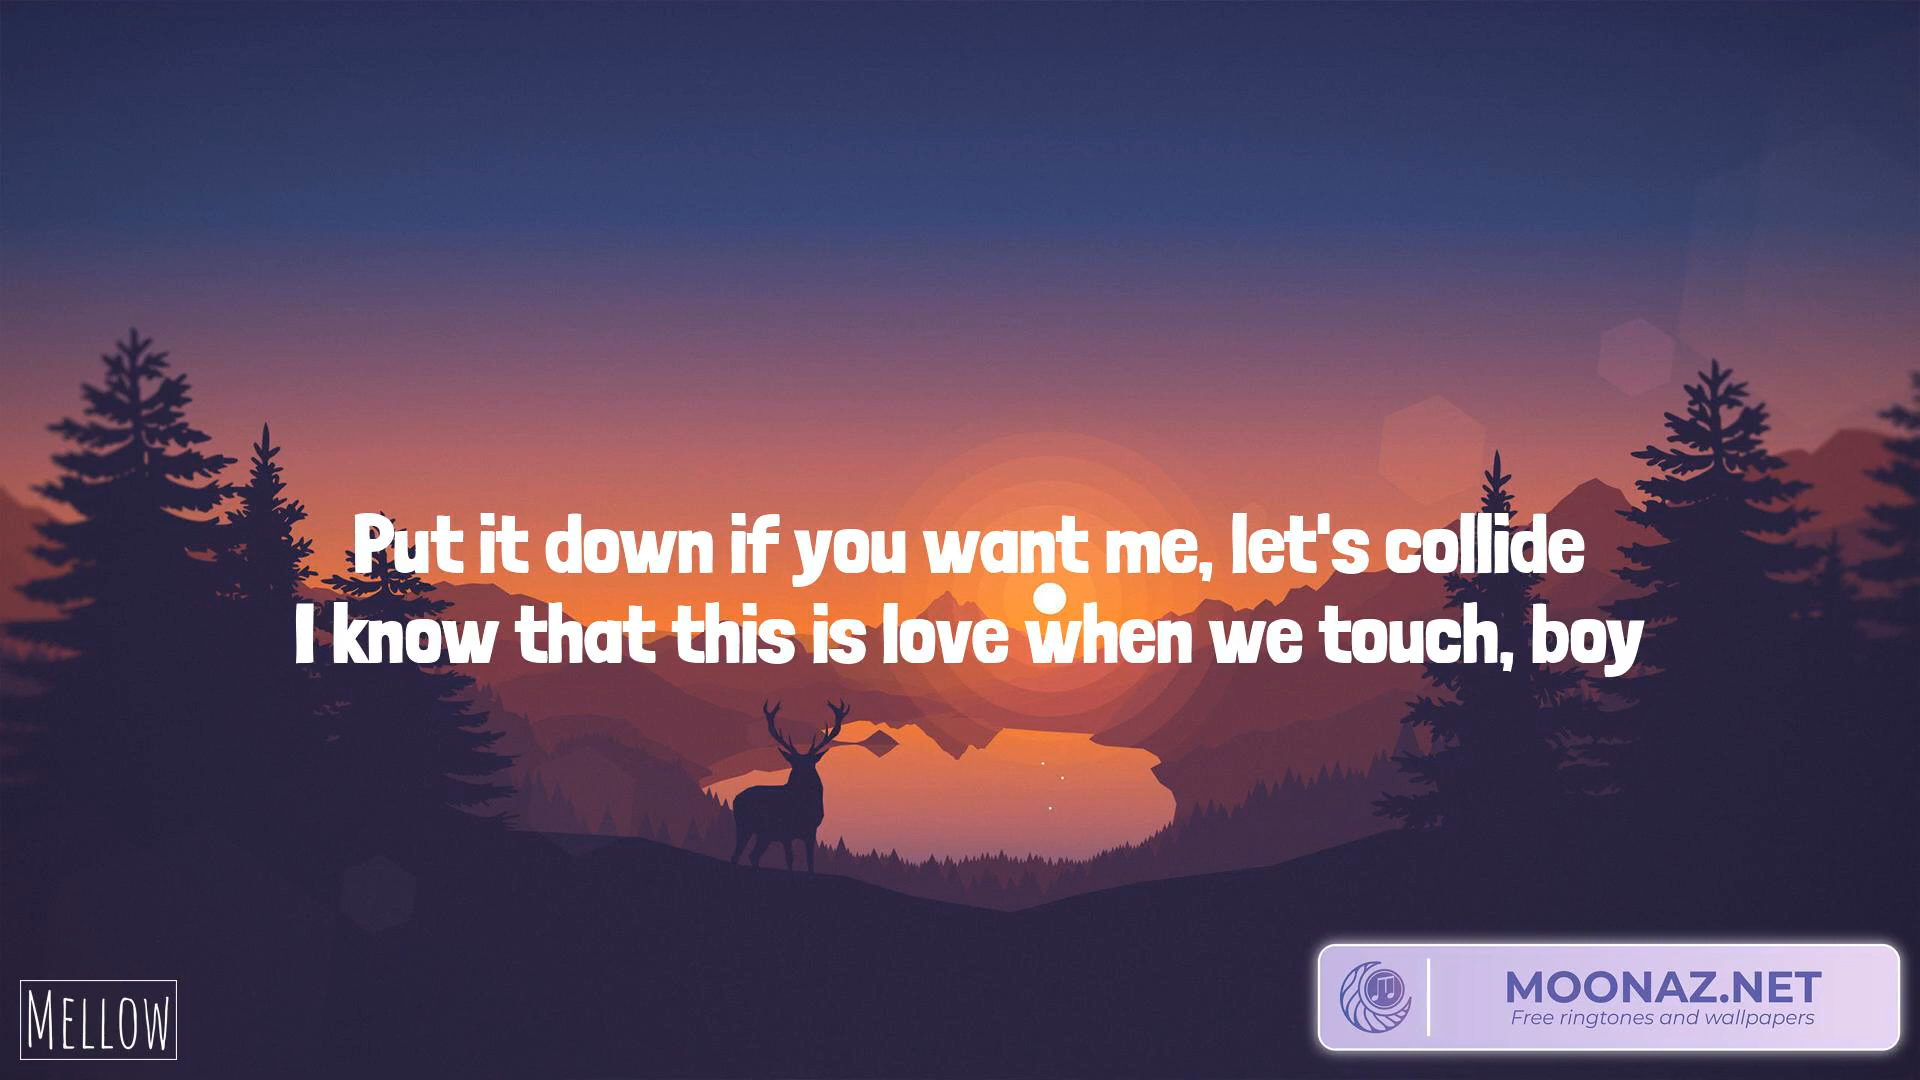 Put it down if you want me, let's collide
I know that this is love when we touch, boy
MELLOW
MOONAZ.NET
Free ringtones and wallpapers